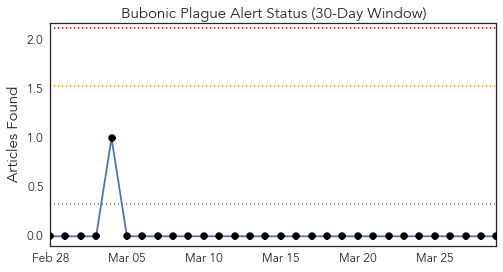 Bubonic Plague Alert Status (30-Day Window)
Articles Found
2.0
1.5
1.0
0.5
0.0
Feb 28 Mar 05 Mar 10 Mar 15 Mar 20 Mar 25